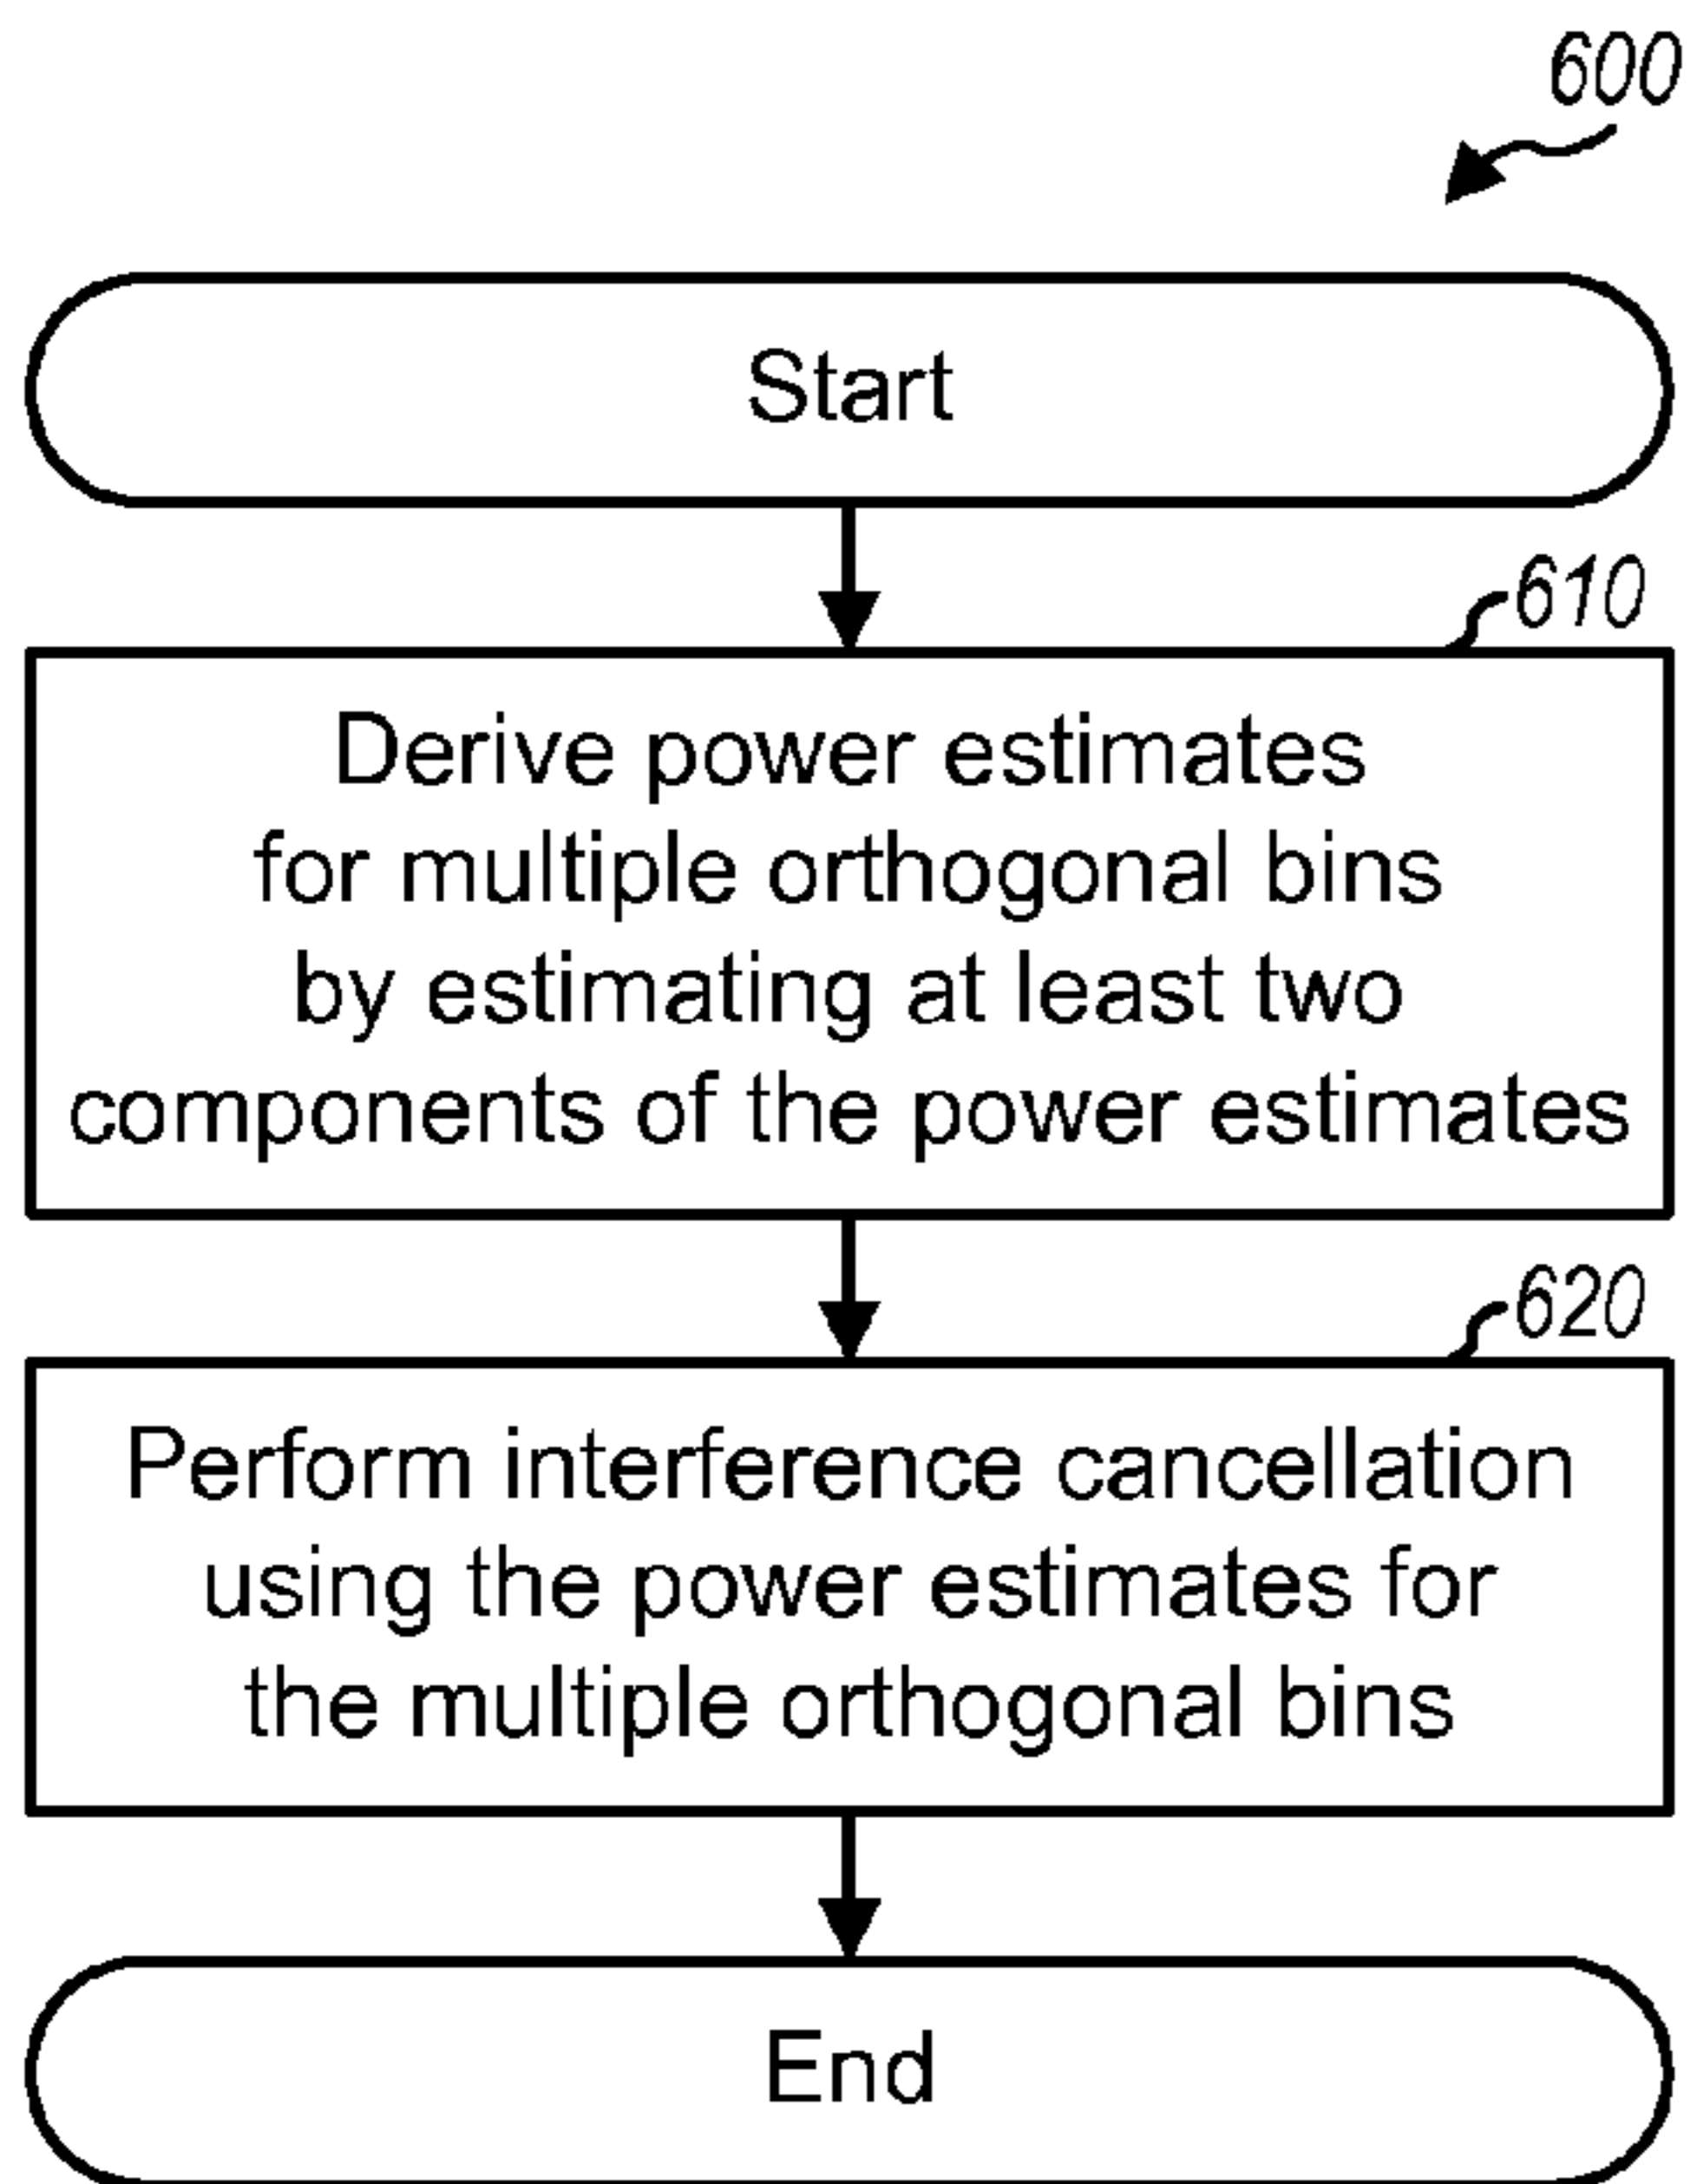 600
Start
610
Derive power estimates
for multiple orthogonal bins
by estimating at least two
components of the power estimates
620
Perform interference cancellation
using the power estimates for
the multiple orthogonal bins
End